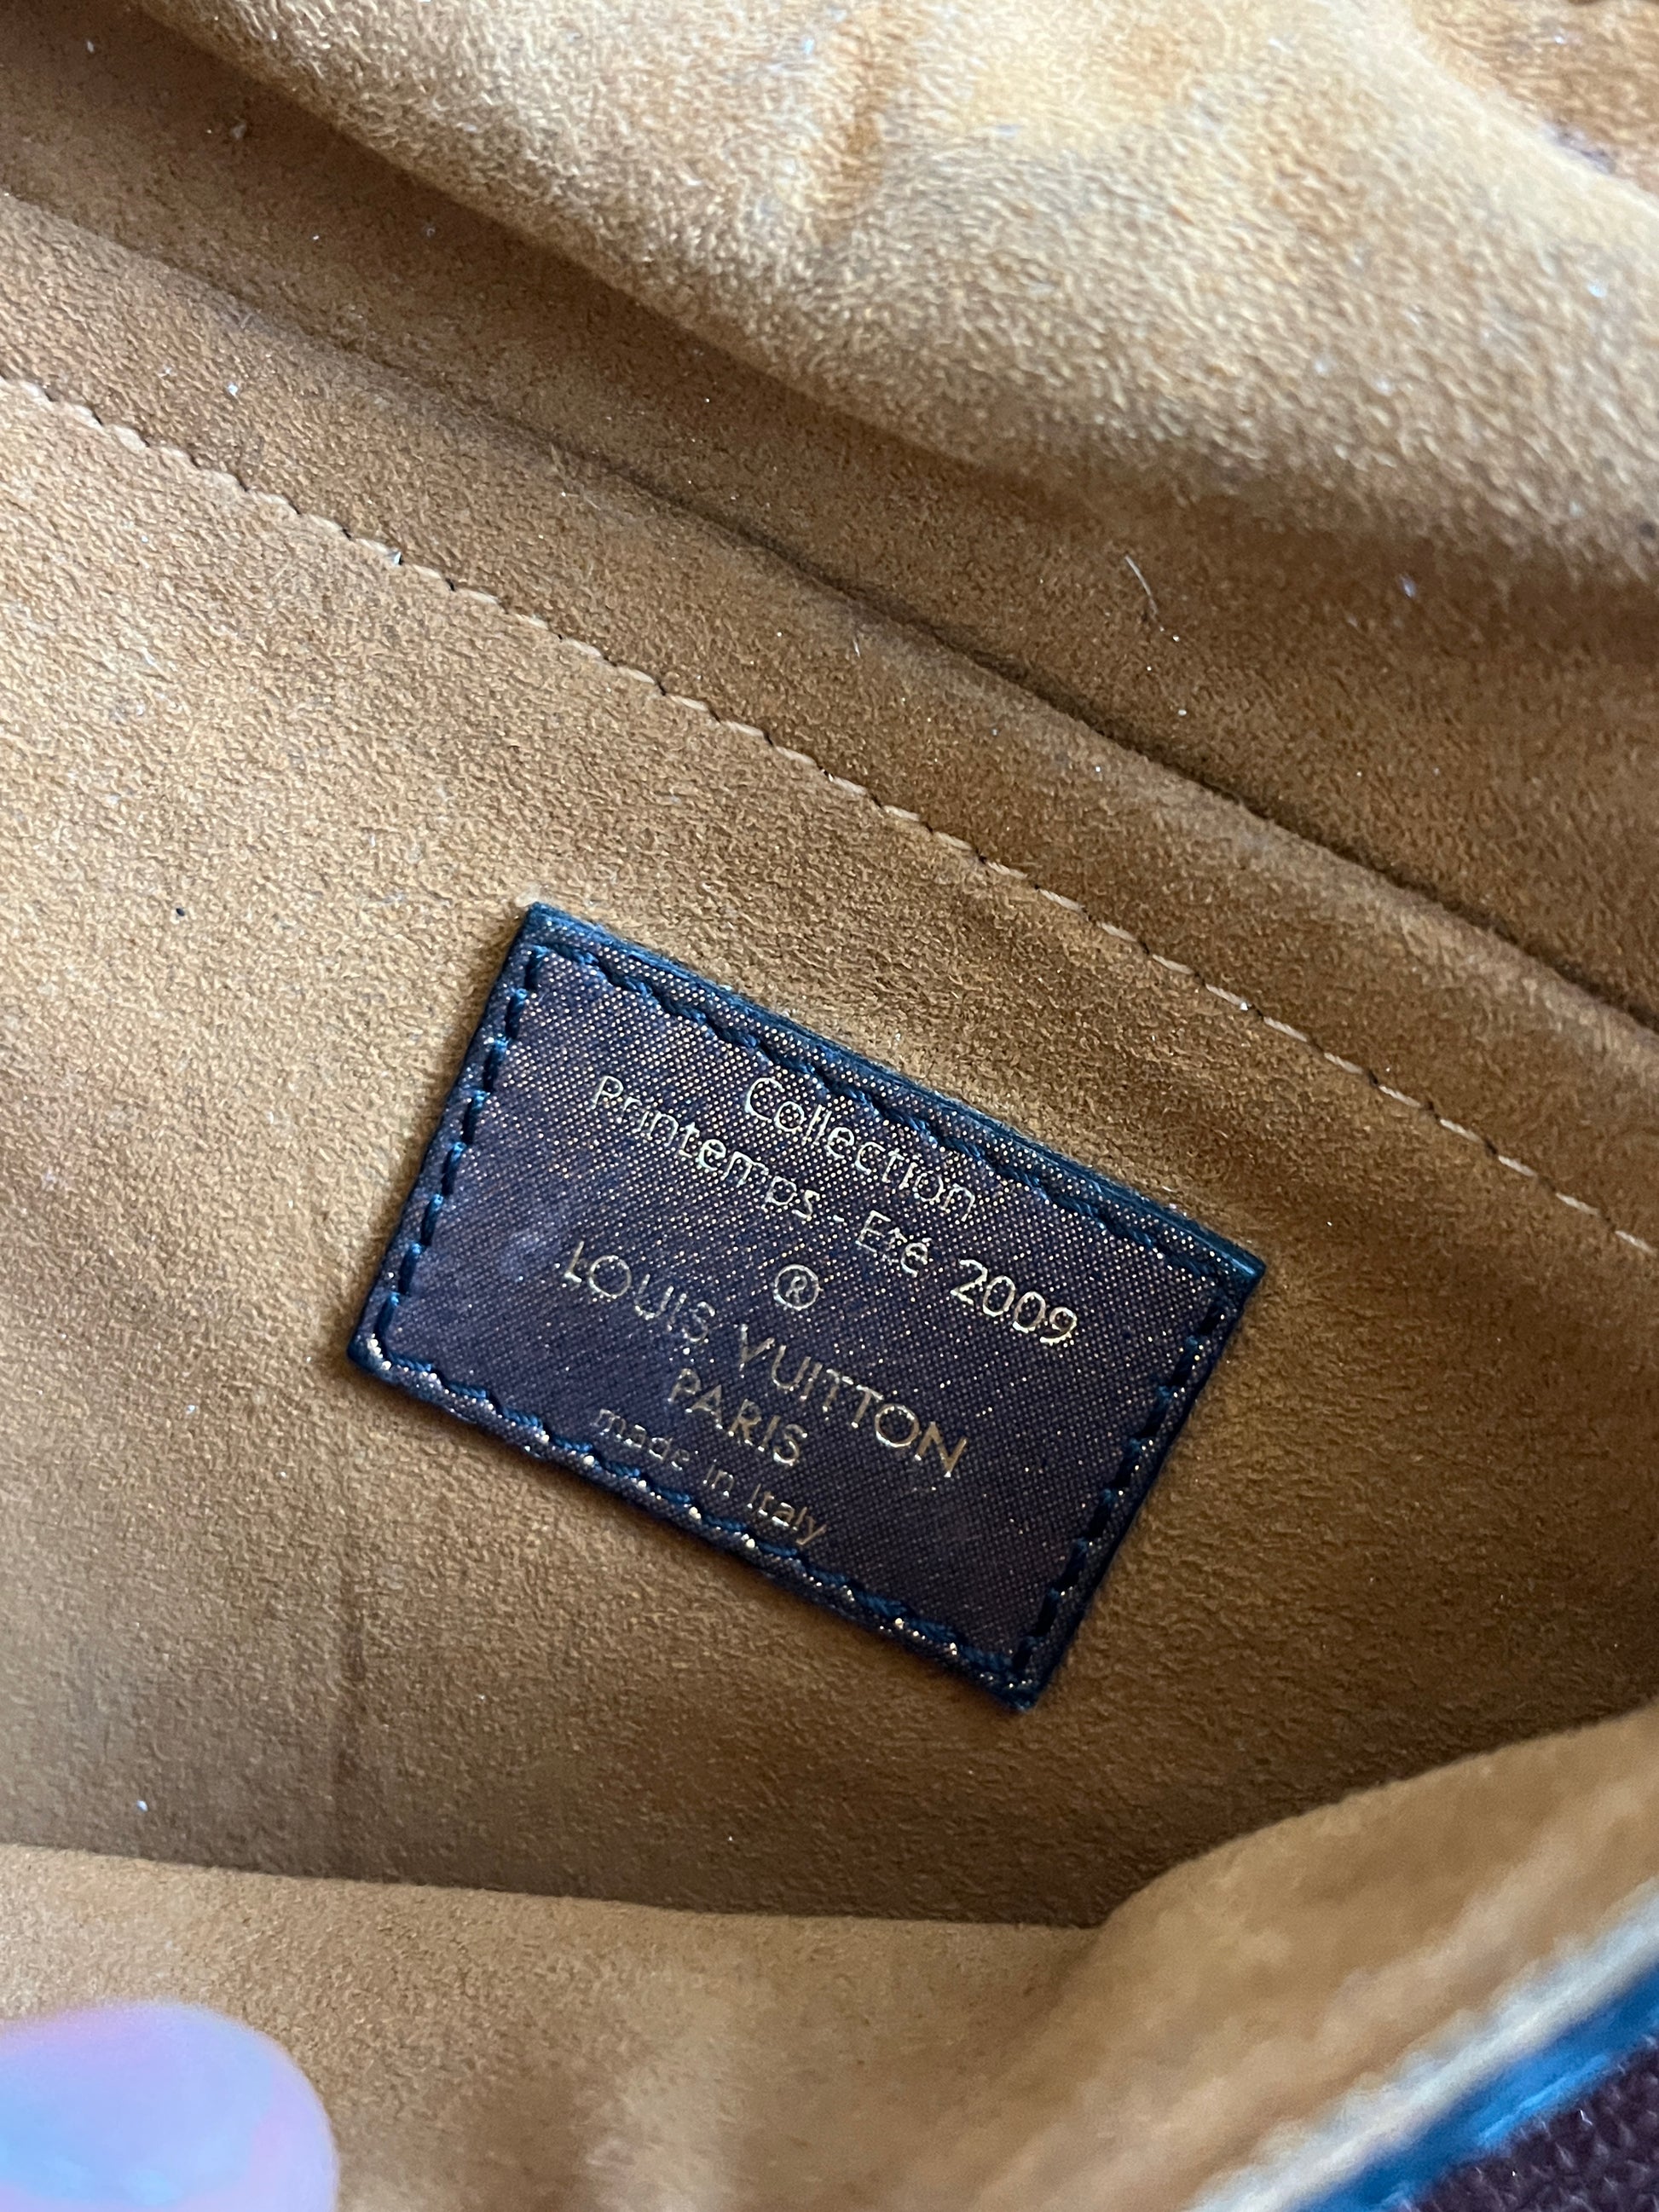 Collection
Printemps - Eté 2009
®
LOUIS VUITTON
PARIS
made in Italy